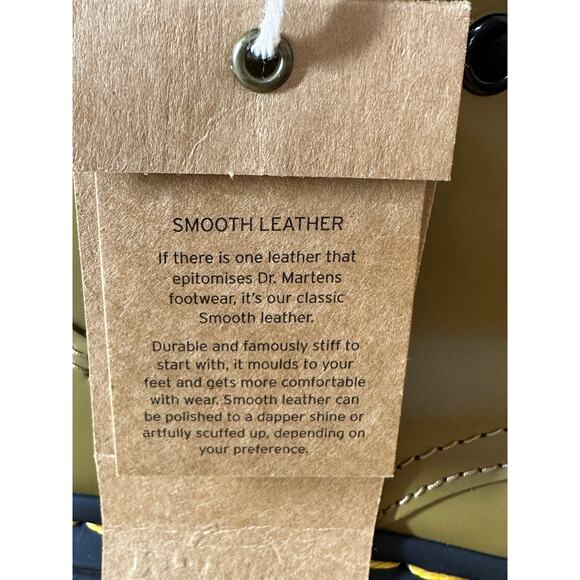 SMOOTH LEATHER
If there is one leather that
epitomises Dr. Martens
footwear, it's our classic
Smooth leather.
Durable and famously stiff to
start with, it moulds to your
feet and gets more comfortable
with wear. Smooth leather can
be polished to a dapper shine or
artfully scuffed up, depending on
your preference.